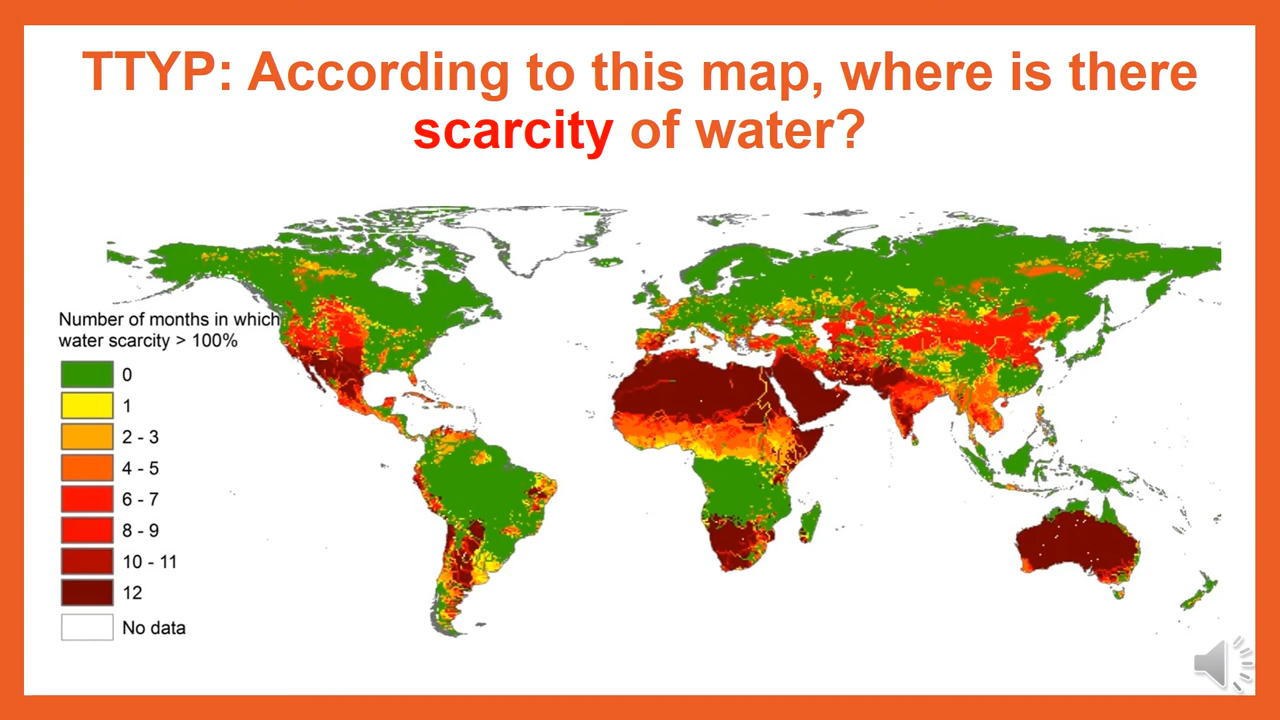 TTYP: According to this map, where is there
scarcity of water?
Number of months in which
water scarcity > 100%
0
1
2 - 3
4 - 5
6 - 7
8 - 9
10 - 11
12
No data